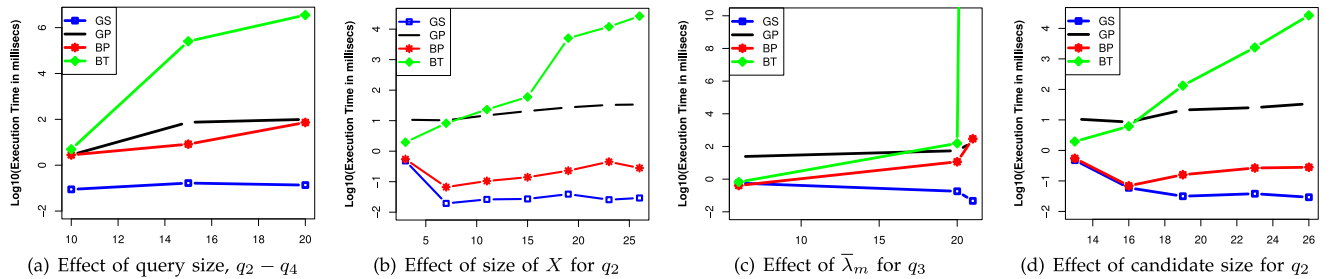 Log10(Execution Time in millisecs)
6
4
2
0
-2
GS
GP
BP
BT
10 12 14 16 18 20
(a) Effect of query size, q2 − q4
Log10(Execution Time in millisecs)
4
3
2
1
0
-1
-2
GS
GP
BP
BT
5 10 15 20 25
(b) Effect of size of X for q2
Log10(Execution Time in millisecs)
10
8
6
4
2
0
-2
GS
GP
BP
BT
10 15 20
(c) Effect of λ̅m for q3
Log10(Execution Time in millisecs)
4
3
2
1
0
-1
-2
GS
GP
BP
BT
14 16 18 20 22 24 26
(d) Effect of candidate size for q2